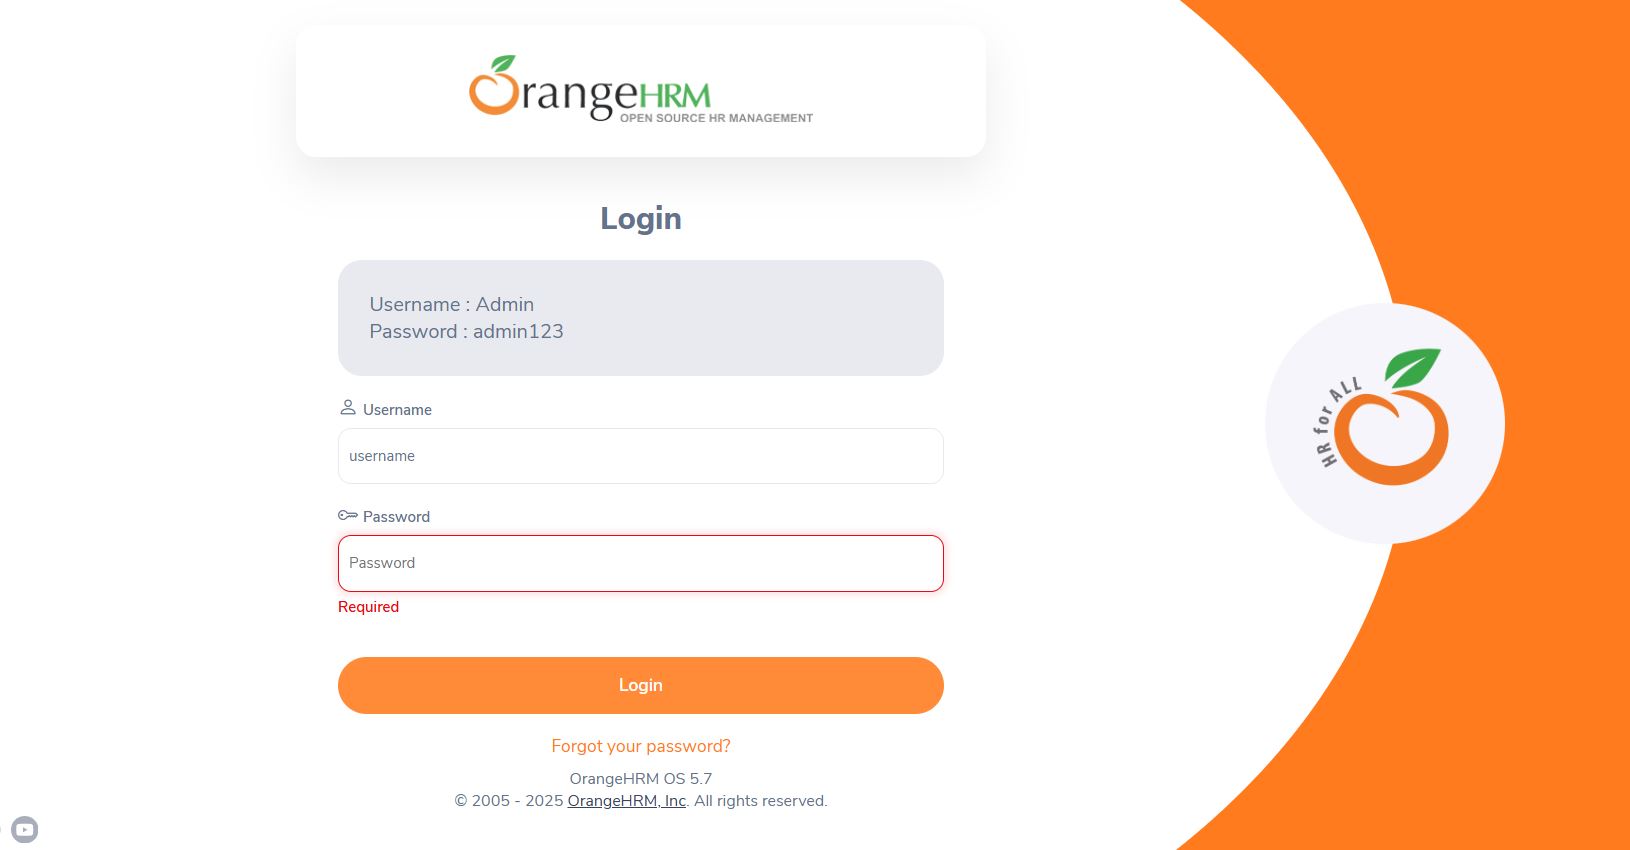 OrangeHRM
OPEN SOURCE HR MANAGEMENT
Login
Username : Admin
Password : admin123
Username
username
Password
Password
Required
Login
Forgot your password?
OrangeHRM OS 5.7
© 2005 - 2025 OrangeHRM, Inc. All rights reserved.
HR for ALL